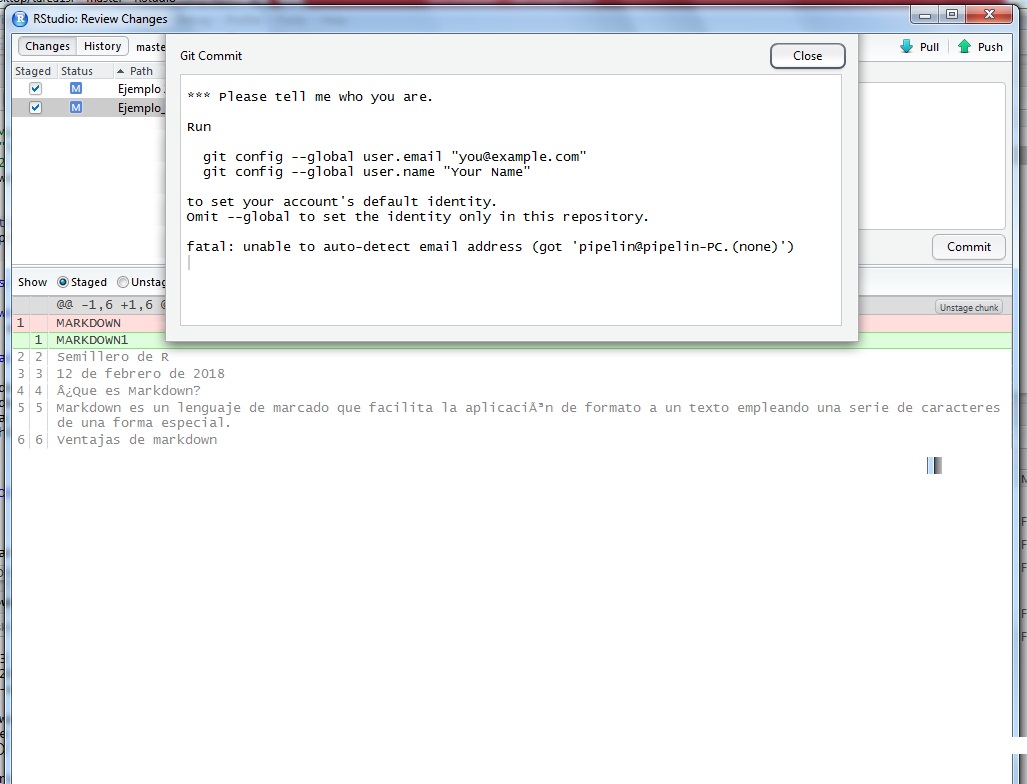 RStudio: Review Changes
Changes History maste
Pull Push
Staged Status Path
M Ejemplo
M Ejemplo_
Git Commit
Close
*** Please tell me who you are.
Run
git config --global user.email "you@example.com"
git config --global user.name "Your Name"
to set your account's default identity.
Omit --global to set the identity only in this repository.
fatal: unable to auto-detect email address (got 'pipelin@pipelin-PC.(none)')
Commit
Show Staged Unstag
@@ -1,6 +1,6 @
Unstage chunk
1 MARKDOWN
1 MARKDOWN1
2 2 Semillero de R
3 3 12 de febrero de 2018
4 4 Â¿Que es Markdown?
5 5 Markdown es un lenguaje de marcado que facilita la aplicaciÃ³n de formato a un texto empleando una serie de caracteres
de una forma especial.
6 6 Ventajas de markdown